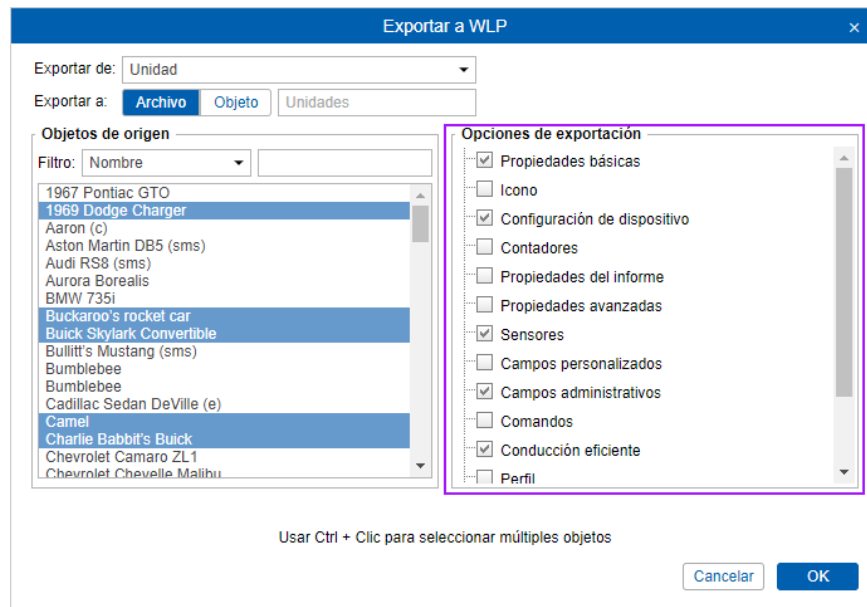 Exportar a WLP ×
Exportar de: Unidad
Exportar a: Archivo Objeto Unidades
Objetos de origen
Filtro: Nombre
1967 Pontiac GTO
1969 Dodge Charger
Aaron (c)
Aston Martin DB5 (sms)
Audi RS8 (sms)
Aurora Borealis
BMW 735i
Buckaroo's rocket car
Buick Skylark Convertible
Bullitt's Mustang (sms)
Bumblebee
Bumblebee
Cadillac Sedan DeVille (e)
Camel
Charlie Babbit's Buick
Chevrolet Camaro ZL1
Chevrolet Chevelle Malibu
Opciones de exportación
Propiedades básicas
Icono
Configuración de dispositivo
Contadores
Propiedades del informe
Propiedades avanzadas
Sensores
Campos personalizados
Campos administrativos
Comandos
Conducción eficiente
Perfil
Usar Ctrl + Clic para seleccionar múltiples objetos
Cancelar OK